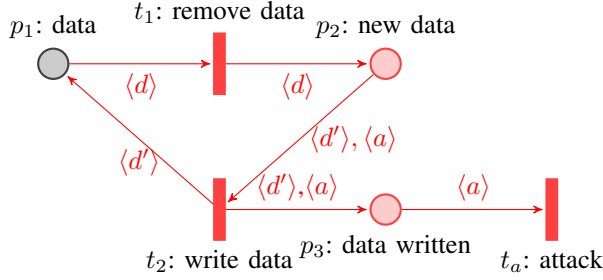 p₁: data
t₁: remove data
p₂: new data
⟨d⟩
⟨d⟩
⟨d′⟩, ⟨a⟩
⟨d′⟩
⟨d′⟩,⟨a⟩
⟨a⟩
t₂: write data
p₃: data written
tₐ: attack